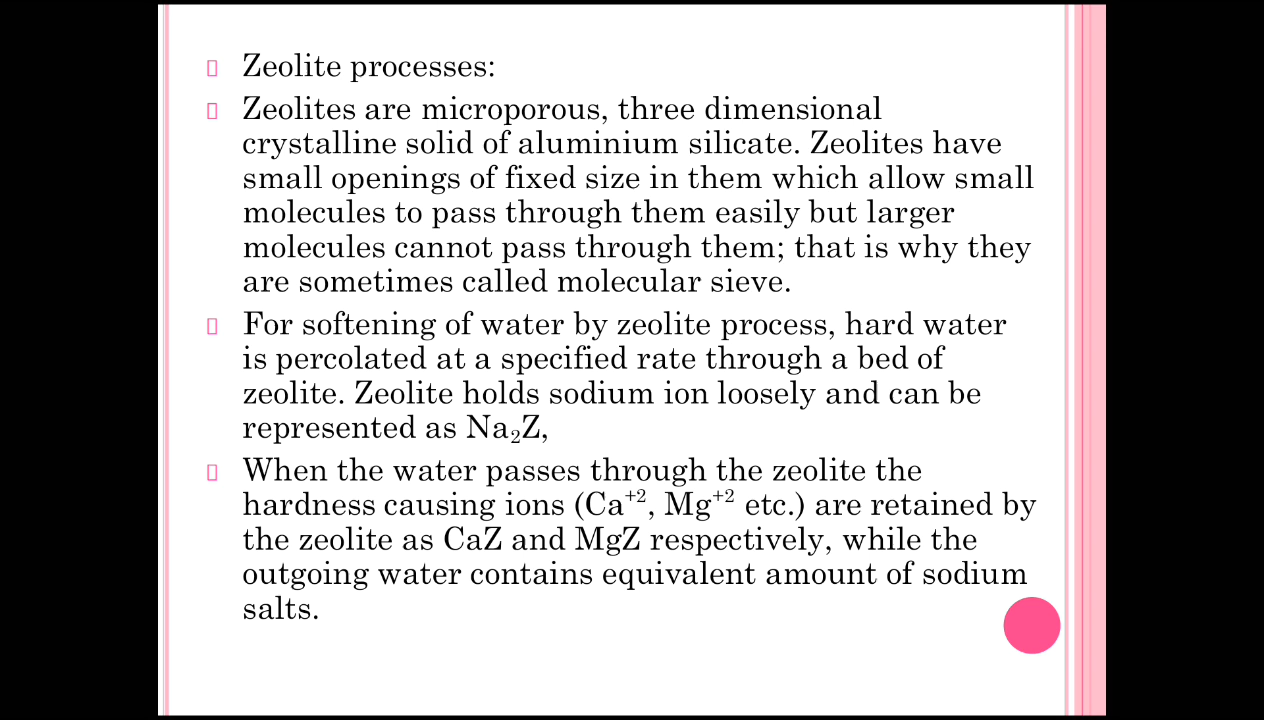 Zeolite processes:
Zeolites are microporous, three dimensional
crystalline solid of aluminium silicate. Zeolites have
small openings of fixed size in them which allow small
molecules to pass through them easily but larger
molecules cannot pass through them; that is why they
are sometimes called molecular sieve.
For softening of water by zeolite process, hard water
is percolated at a specified rate through a bed of
zeolite. Zeolite holds sodium ion loosely and can be
represented as Na₂Z,
When the water passes through the zeolite the
hardness causing ions (Ca⁺², Mg⁺² etc.) are retained by
the zeolite as CaZ and MgZ respectively, while the
outgoing water contains equivalent amount of sodium
salts.